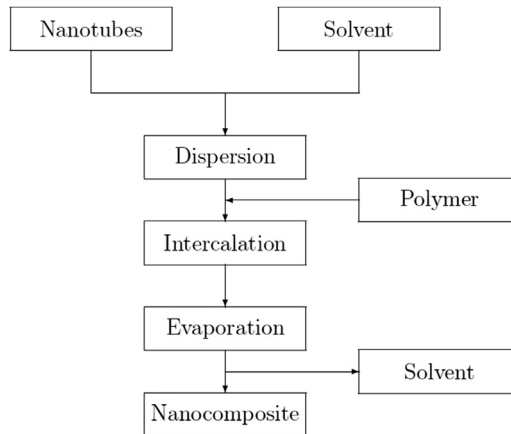 Nanotubes
Solvent
Dispersion
Polymer
Intercalation
Evaporation
Solvent
Nanocomposite